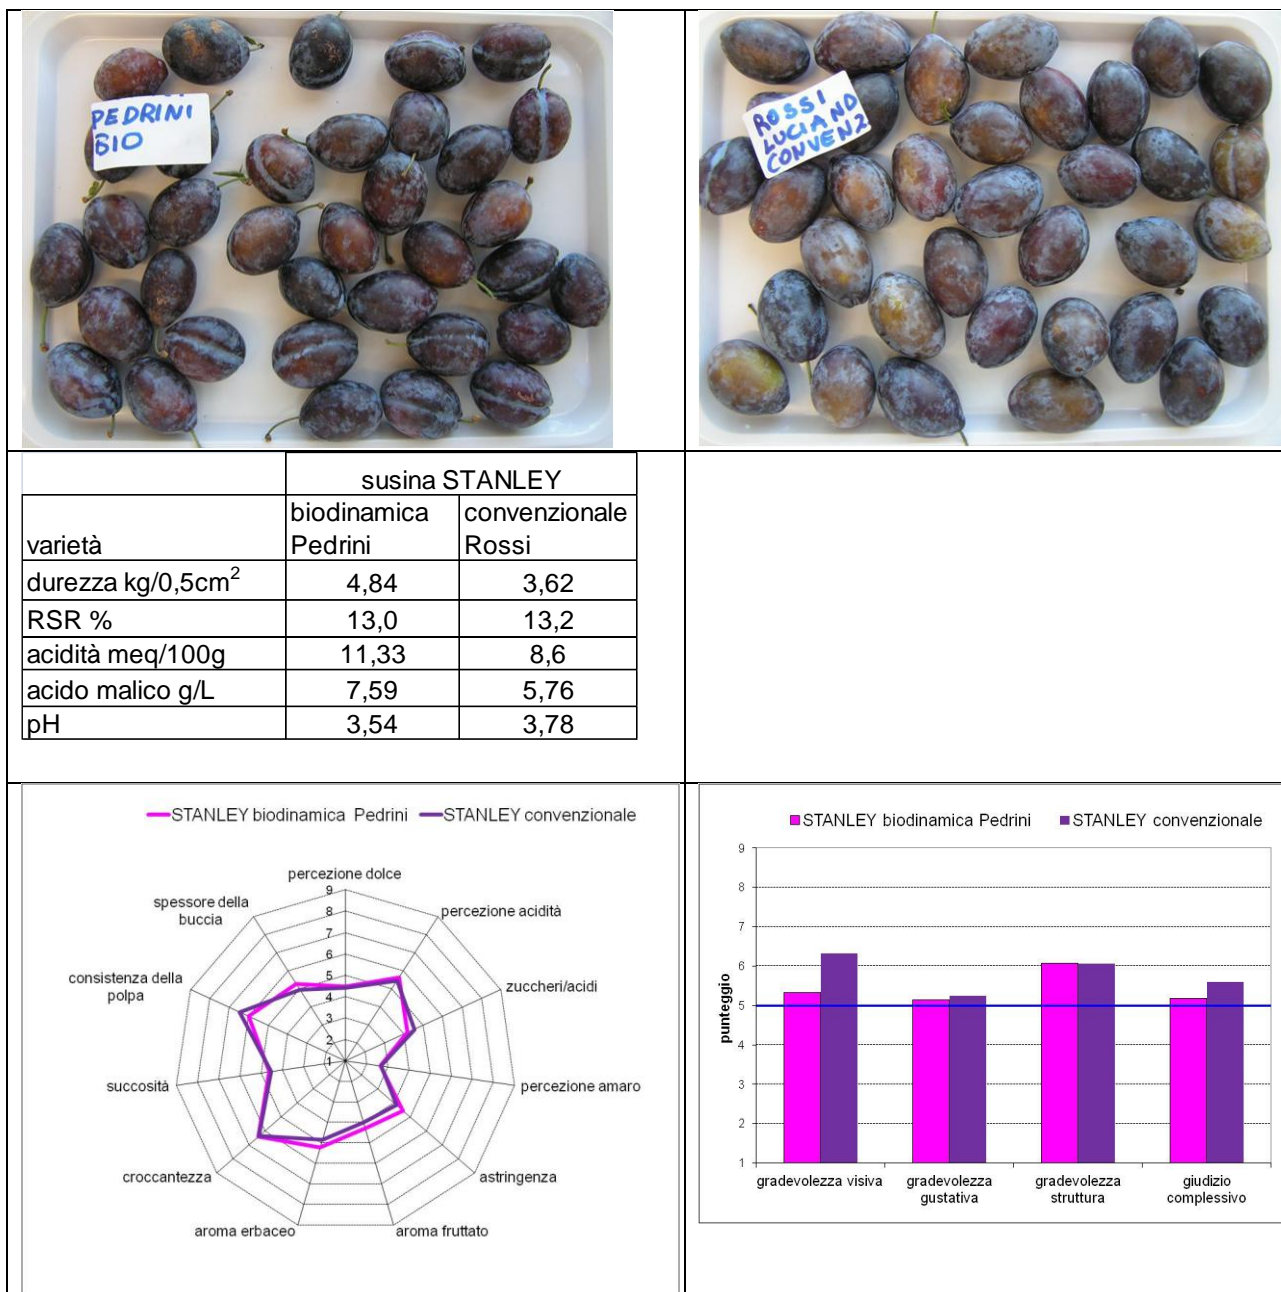 PEDRINI
BIO
ROSSI
LUCIANO
CONVENZ
susina STANLEY
varietà
biodinamica
Pedrini
convenzionale
Rossi
durezza kg/0,5cm² 4,84 3,62
RSR % 13,0 13,2
acidità meq/100g 11,33 8,6
acido malico g/L 7,59 5,76
pH 3,54 3,78
STANLEY biodinamica Pedrini STANLEY convenzionale
percezione dolce
percezione acidità
zuccheri/acidi
percezione amaro
astringenza
aroma fruttato
aroma erbaceo
croccantezza
succosità
consistenza della
polpa
spessore della
buccia
9
8
7
6
5
4
3
2
1
STANLEY biodinamica Pedrini STANLEY convenzionale
punteggio
9
8
7
6
5
4
3
2
1
gradevolezza visiva
gradevolezza
gustativa
gradevolezza
struttura
giudizio
complessivo